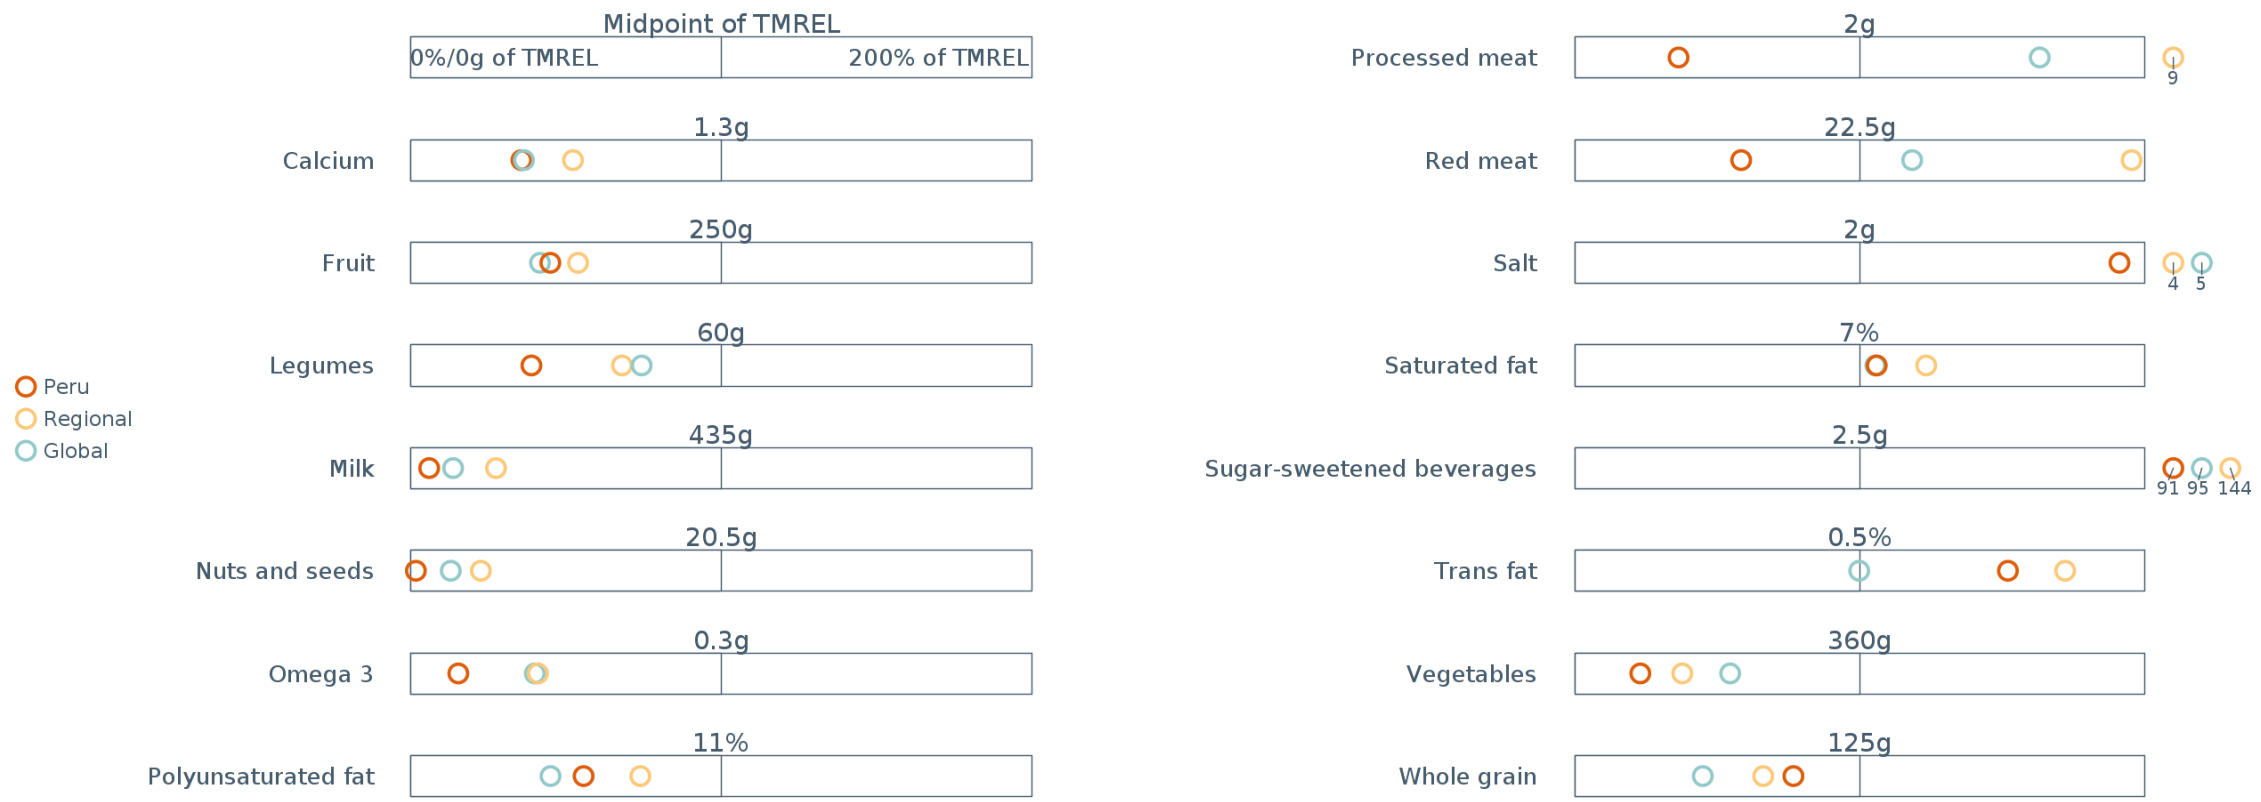 Midpoint of TMREL
0%/0g of TMREL
200% of TMREL
1.3g
Calcium
250g
Fruit
60g
Legumes
435g
Milk
20.5g
Nuts and seeds
0.3g
Omega 3
11%
Polyunsaturated fat
2g
Processed meat
9
22.5g
Red meat
2g
Salt
4 5
7%
Saturated fat
2.5g
Sugar-sweetened beverages
91 95 144
0.5%
Trans fat
360g
Vegetables
125g
Whole grain
Peru
Regional
Global